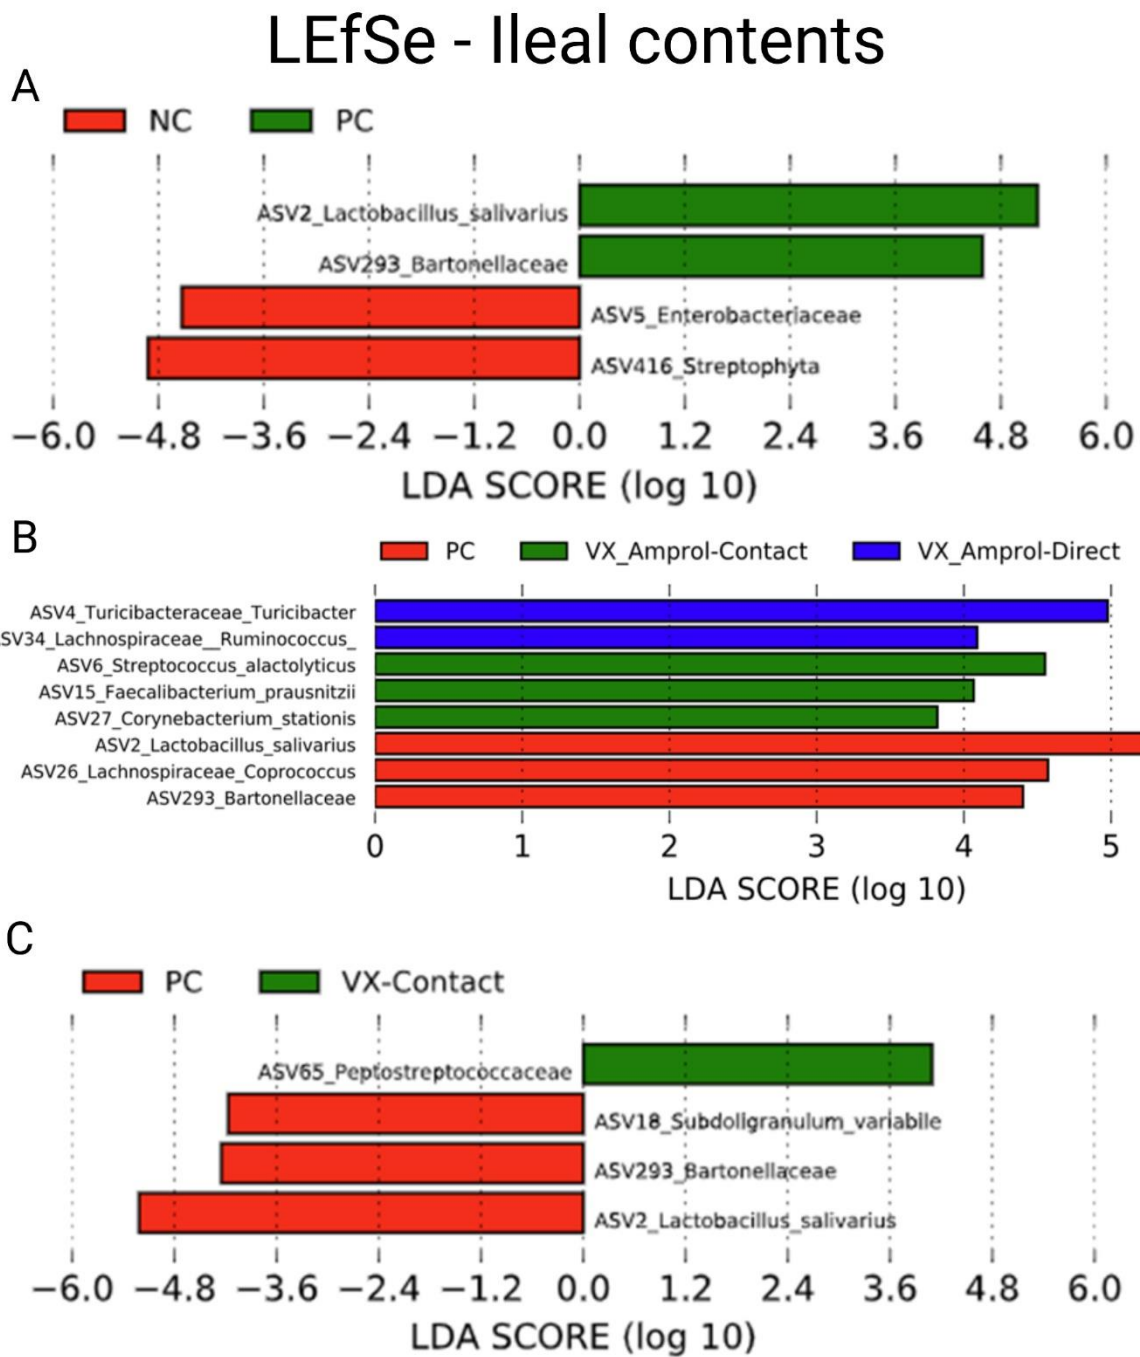 LEfSe - Ileal contents
A
NC PC
ASV2_Lactobacillus_salivarius
ASV293_Bartonellaceae
ASV5_Enterobacteriaceae
ASV416_Streptophyta
−6.0 −4.8 −3.6 −2.4 −1.2 0.0 1.2 2.4 3.6 4.8 6.0
LDA SCORE (log 10)
B
PC VX_Amprol-Contact VX_Amprol-Direct
ASV4_Turicibacteraceae_Turicibacter
SV34_Lachnospiraceae__Ruminococcus_
ASV6_Streptococcus_alactolyticus
ASV15_Faecalibacterium_prausnitzii
ASV27_Corynebacterium_stationis
ASV2_Lactobacillus_salivarius
ASV26_Lachnospiraceae_Coprococcus
ASV293_Bartonellaceae
0 1 2 3 4 5
LDA SCORE (log 10)
C
PC VX-Contact
ASV65_Peptostreptococcaceae
ASV18_Subdoligranulum_variabile
ASV293_Bartonellaceae
ASV2_Lactobacillus_salivarius
−6.0 −4.8 −3.6 −2.4 −1.2 0.0 1.2 2.4 3.6 4.8 6.0
LDA SCORE (log 10)